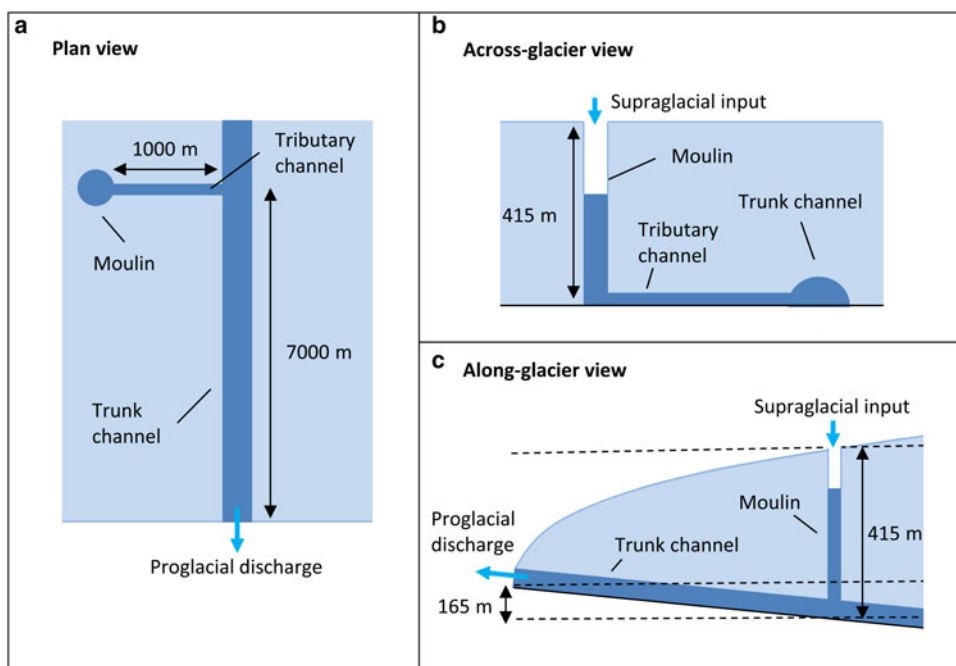 a
Plan view
1000 m
Tributary
channel
Moulin
7000 m
Trunk
channel
Proglacial discharge
b
Across-glacier view
Supraglacial input
Moulin
415 m
Trunk channel
Tributary
channel
c
Along-glacier view
Supraglacial input
Proglacial
discharge
Moulin
415 m
Trunk channel
165 m